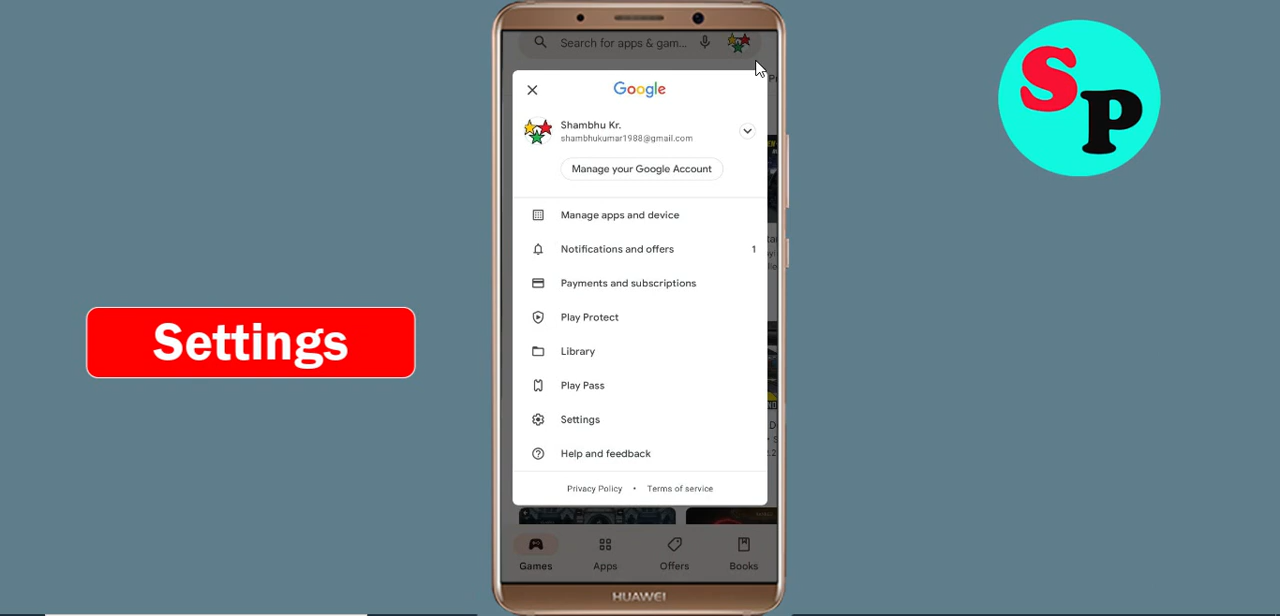 Search for apps & gam...
Google
Shambhu Kr.
shambhukumar1988@gmail.com
Manage your Google Account
Manage apps and device
Notifications and offers 1
Payments and subscriptions
Play Protect
Library
Play Pass
Settings
Help and feedback
Privacy Policy • Terms of service
Games Apps Offers Books
HUAWEI
Settings
SP